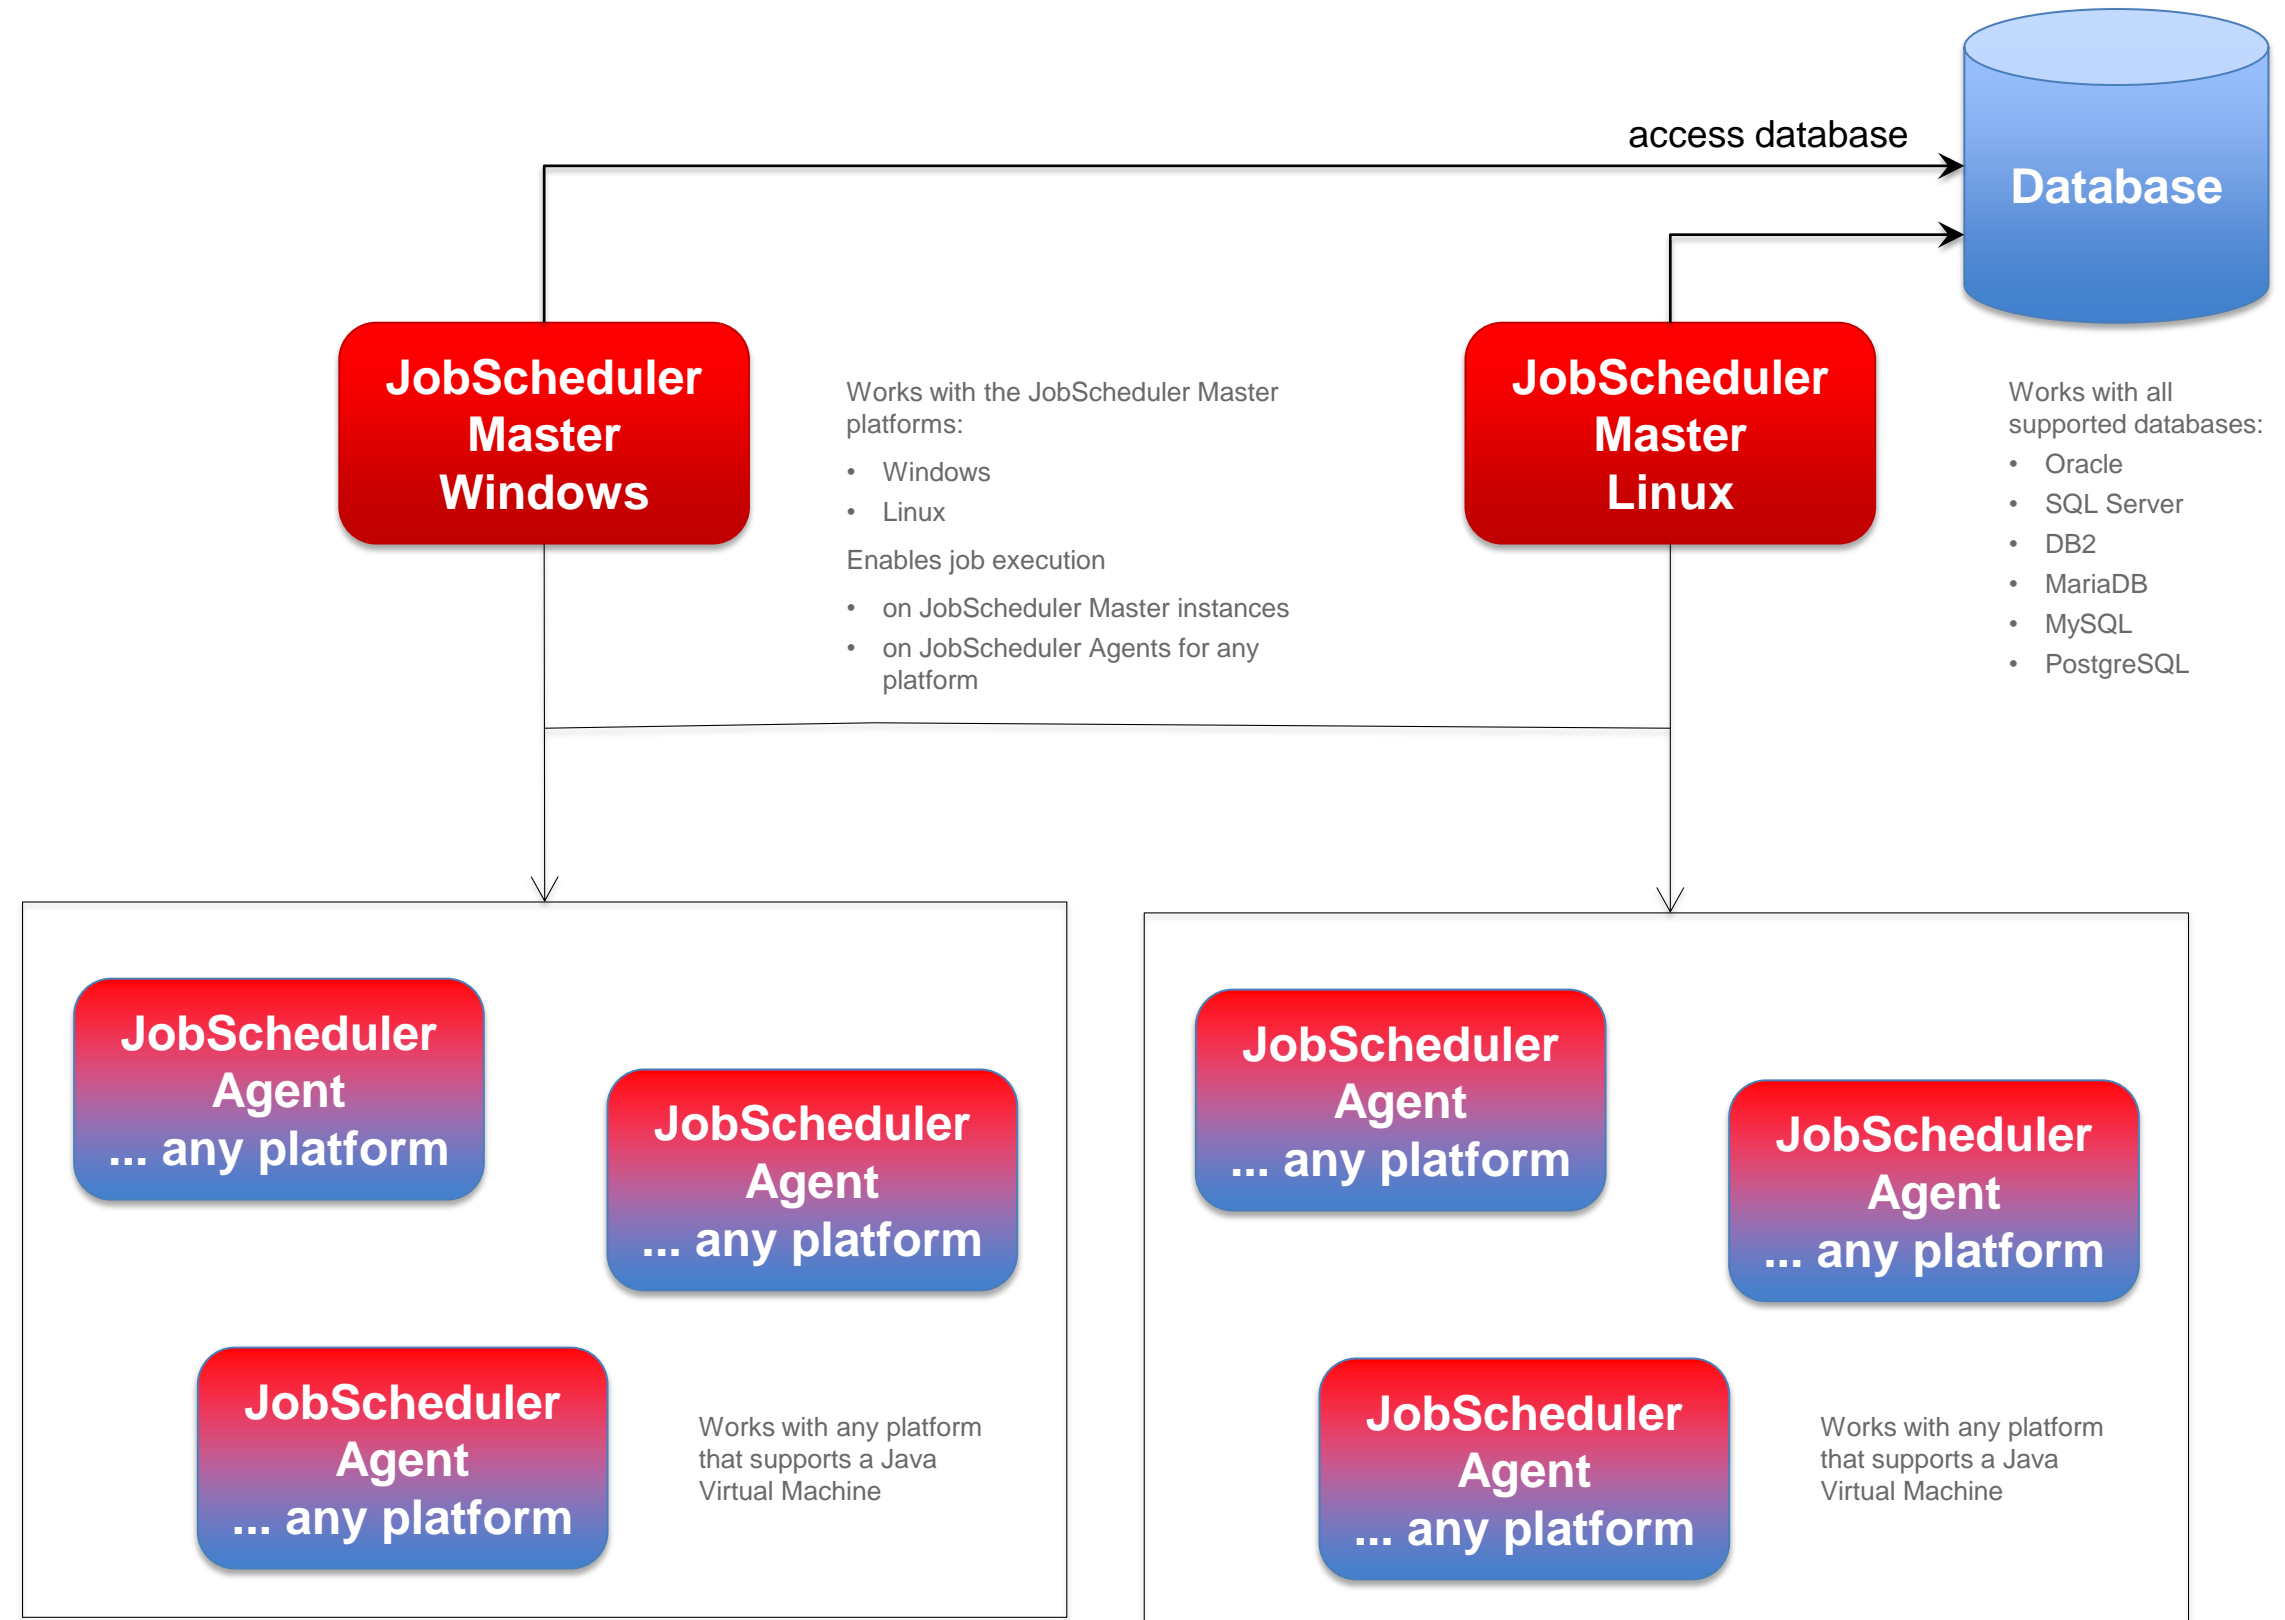 access database
Database
JobScheduler
Master
Windows
Works with the JobScheduler Master
platforms:
• Windows
• Linux
Enables job execution
• on JobScheduler Master instances
• on JobScheduler Agents for any
platform
JobScheduler
Master
Linux
Works with all
supported databases:
• Oracle
• SQL Server
• DB2
• MariaDB
• MySQL
• PostgreSQL
JobScheduler
Agent
... any platform
JobScheduler
Agent
... any platform
JobScheduler
Agent
... any platform
Works with any platform
that supports a Java
Virtual Machine
JobScheduler
Agent
... any platform
JobScheduler
Agent
... any platform
JobScheduler
Agent
... any platform
Works with any platform
that supports a Java
Virtual Machine